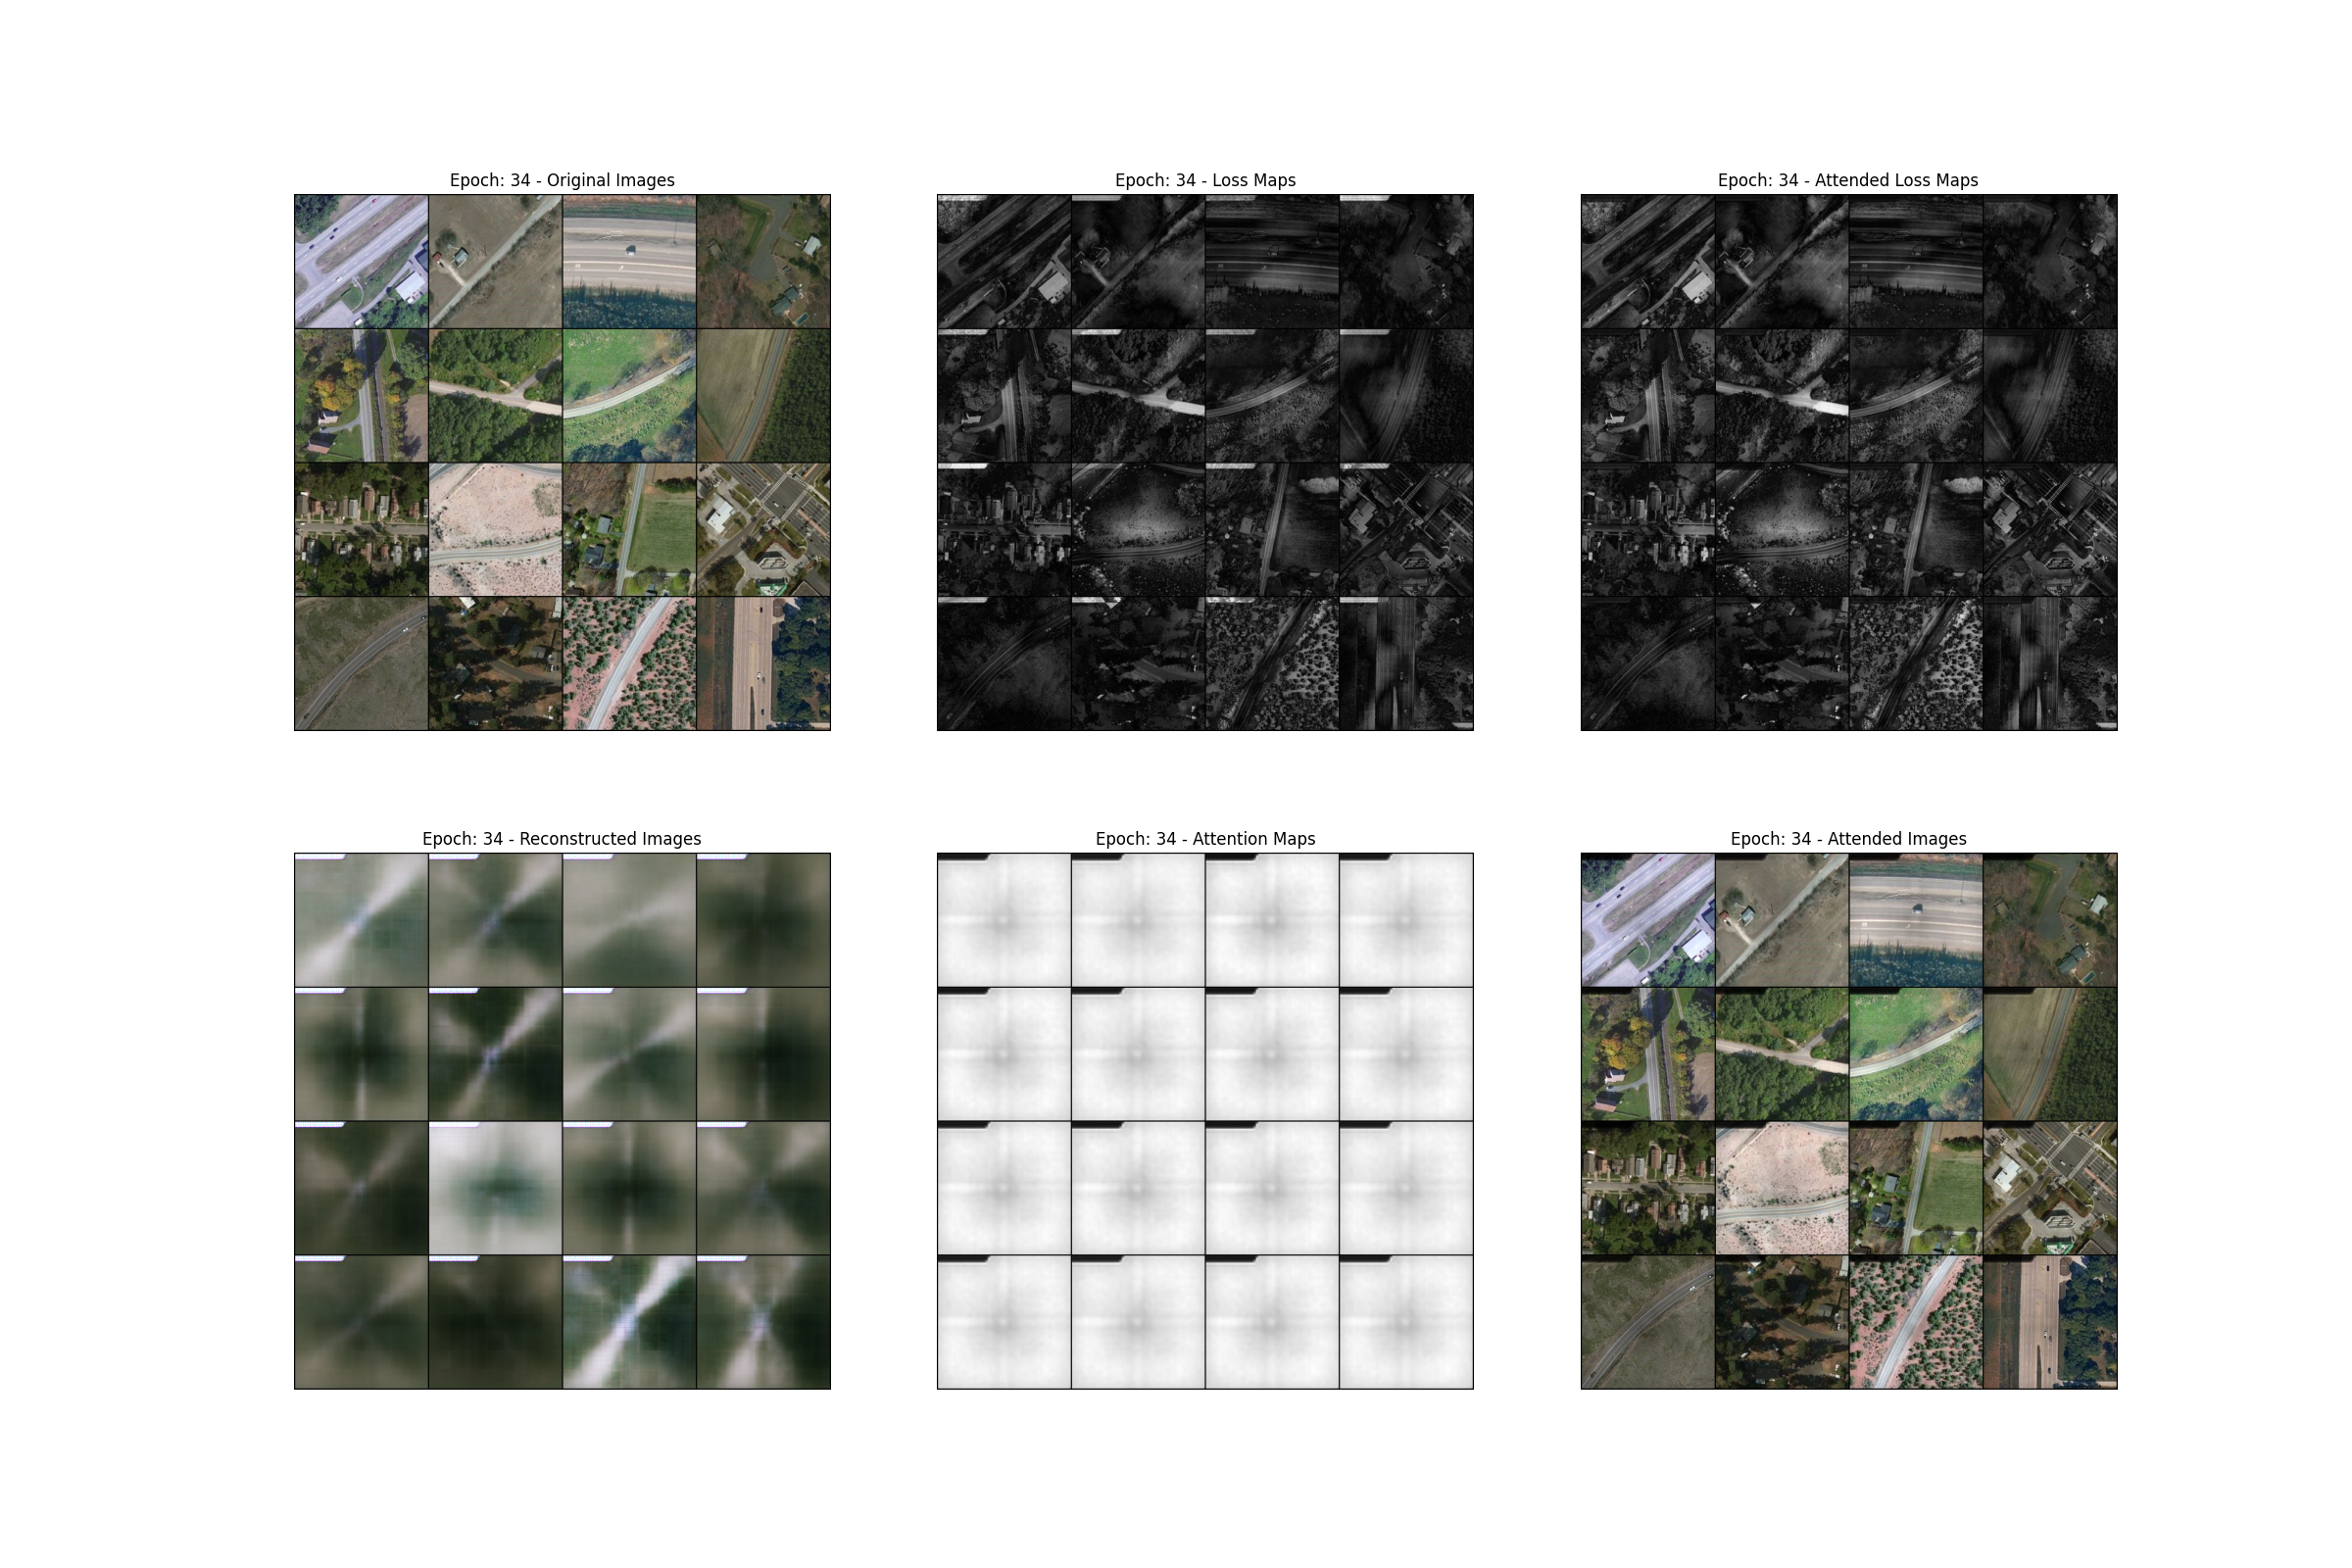 Epoch: 34 - Original Images
Epoch: 34 - Loss Maps
Epoch: 34 - Attended Loss Maps
Epoch: 34 - Reconstructed Images
Epoch: 34 - Attention Maps
Epoch: 34 - Attended Images